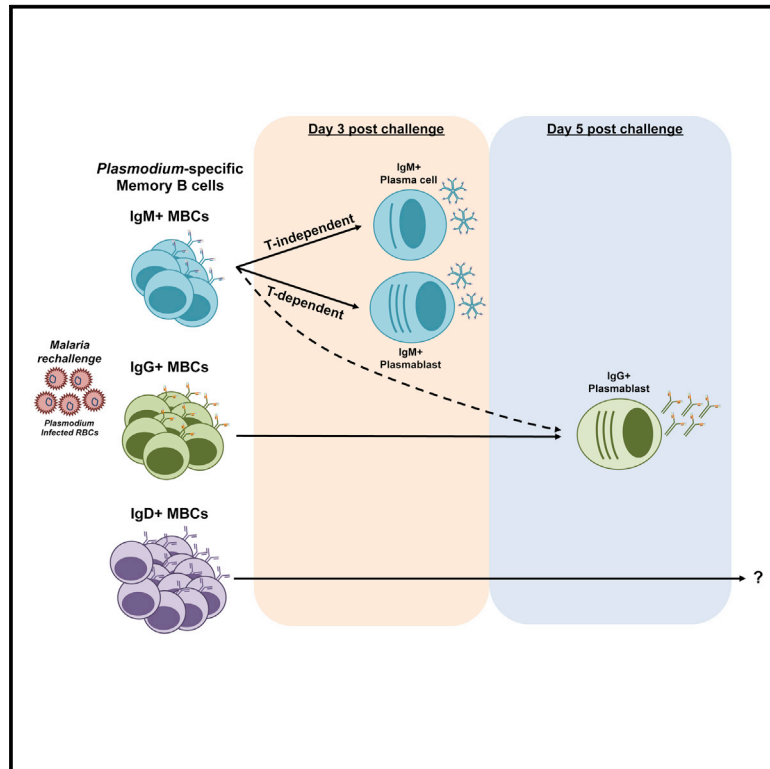 Day 3 post challenge
Day 5 post challenge
Plasmodium-specific
Memory B cells
IgM+ MBCs
IgM+
Plasma cell
T-independent
T-dependent
IgM+
Plasmablast
Malaria
rechallenge
Plasmodium
Infected RBCs
IgG+ MBCs
IgG+
Plasmablast
IgD+ MBCs
?